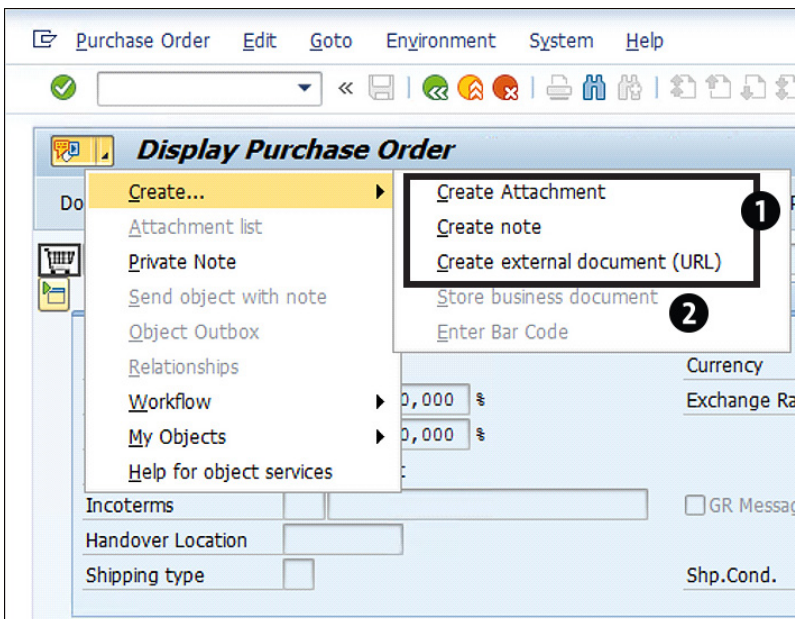 Purchase Order Edit Goto Environment System Help
Display Purchase Order
Do
Create...
Attachment list
Private Note
Send object with note
Object Outbox
Relationships
Workflow
My Objects
Help for object services
Create Attachment
Create note
Create external document (URL)
1
Store business document
2
Enter Bar Code
Currency
0,000 % Exchange Ra
0,000 %
Incoterms GR Messag
Handover Location
Shipping type Shp.Cond.